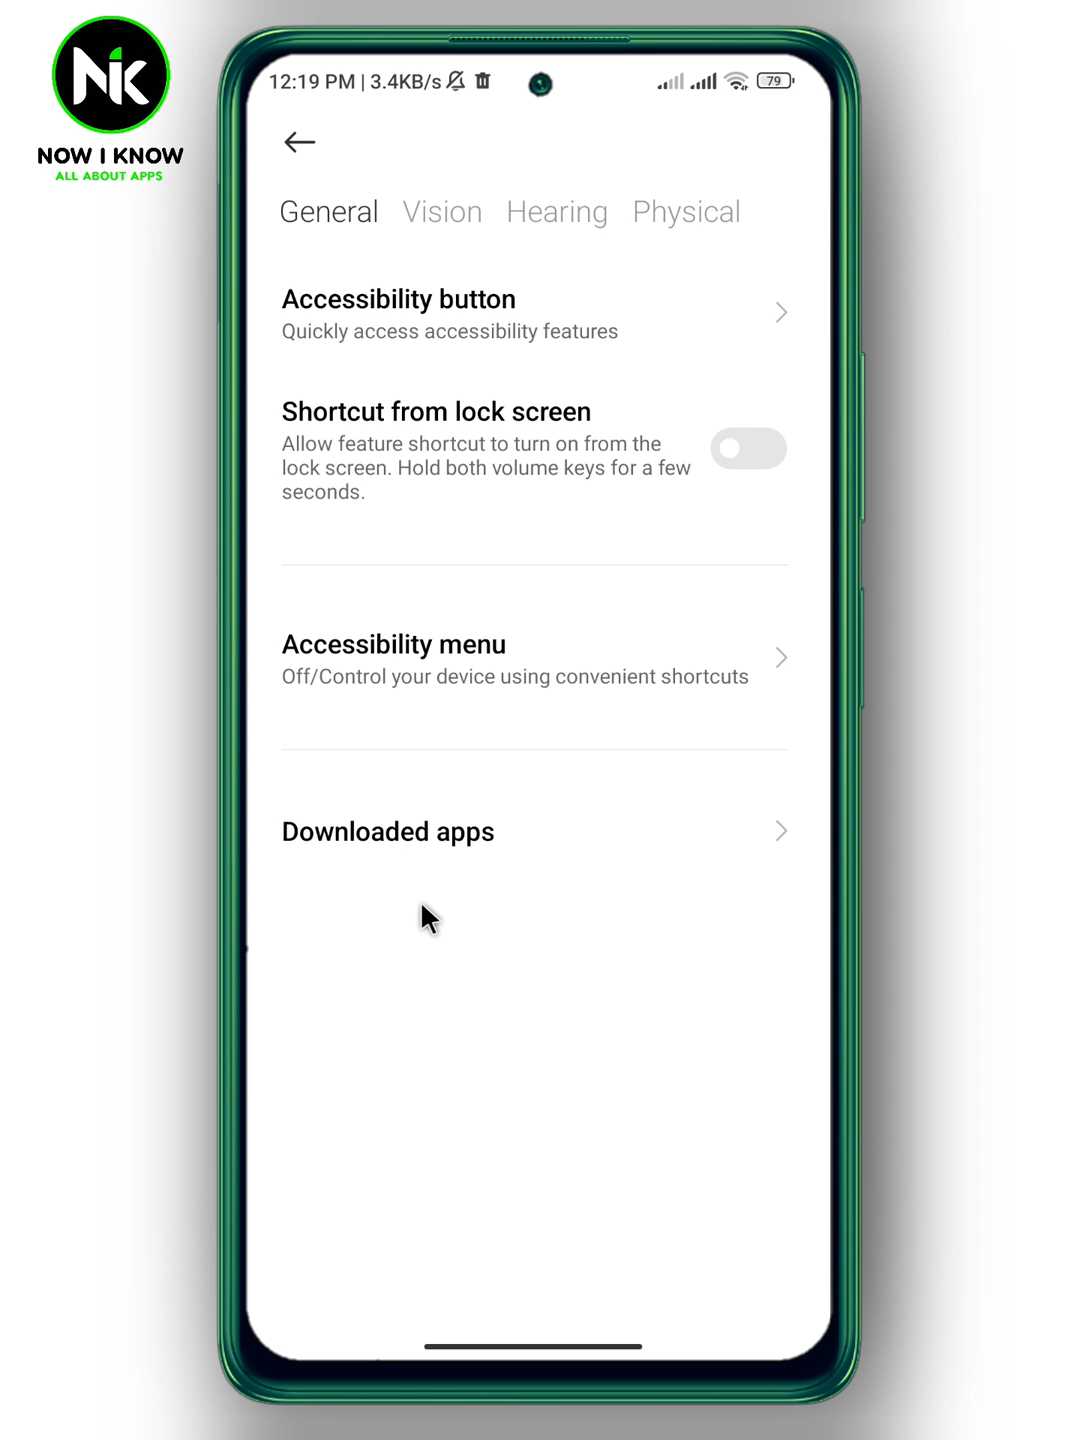 NiK
NOW I KNOW
ALL ABOUT APPS
12:19 PM | 3.4KB/s
79
General Vision Hearing Physical
Accessibility button
Quickly access accessibility features
Shortcut from lock screen
Allow feature shortcut to turn on from the
lock screen. Hold both volume keys for a few
seconds.
Accessibility menu
Off/Control your device using convenient shortcuts
Downloaded apps